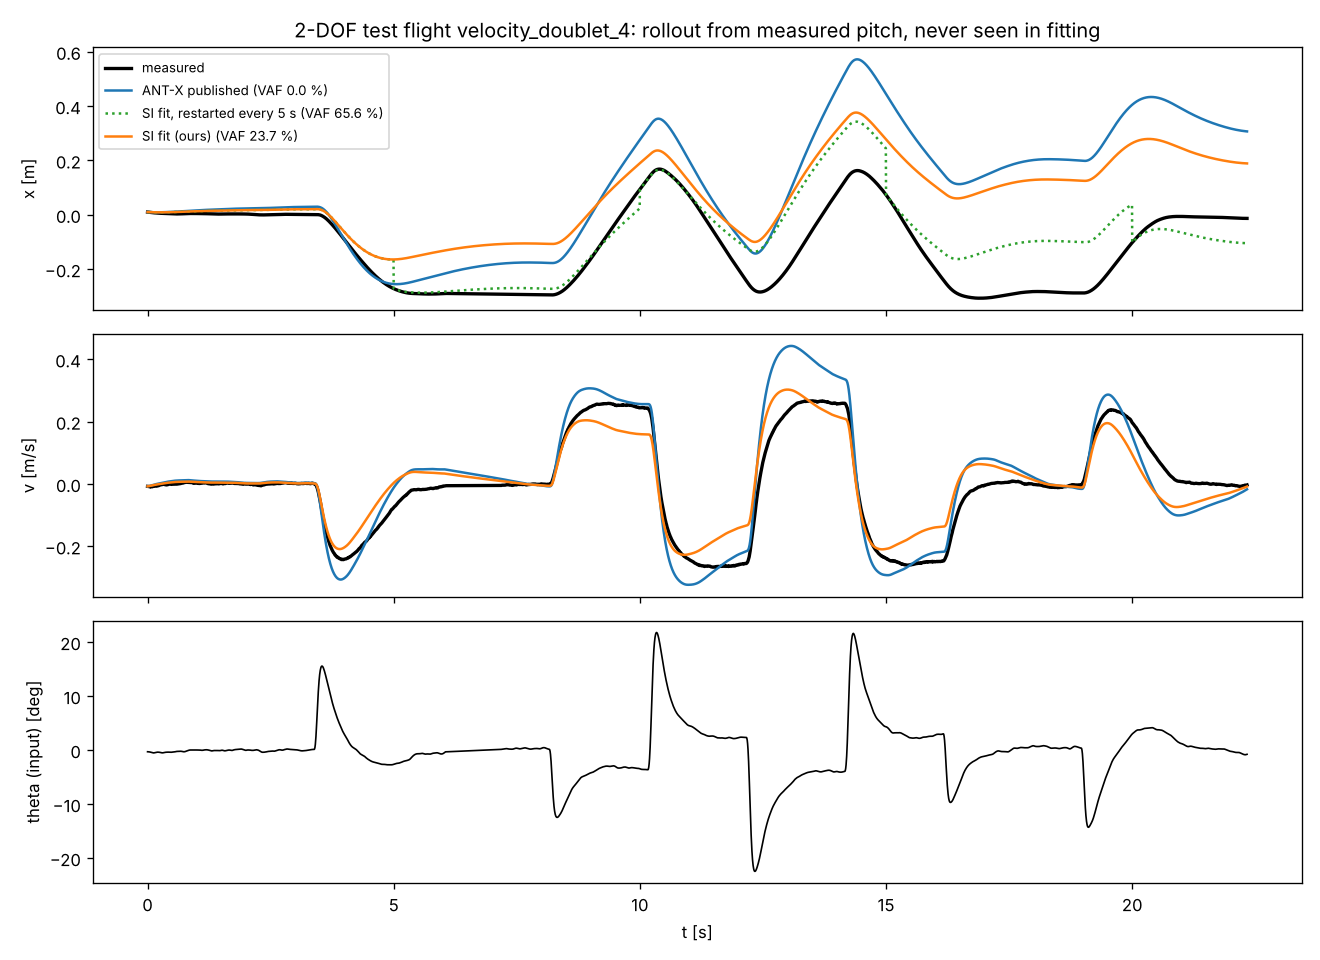 2-DOF test flight velocity_doublet_4: rollout from measured pitch, never seen in fitting
measured
ANT-X published (VAF 0.0 %)
SI fit, restarted every 5 s (VAF 65.6 %)
SI fit (ours) (VAF 23.7 %)
x [m]
0.6
0.4
0.2
0.0
−0.2
v [m/s]
0.4
0.2
0.0
−0.2
theta (input) [deg]
20
10
0
−10
−20
0
5
10
15
20
t [s]